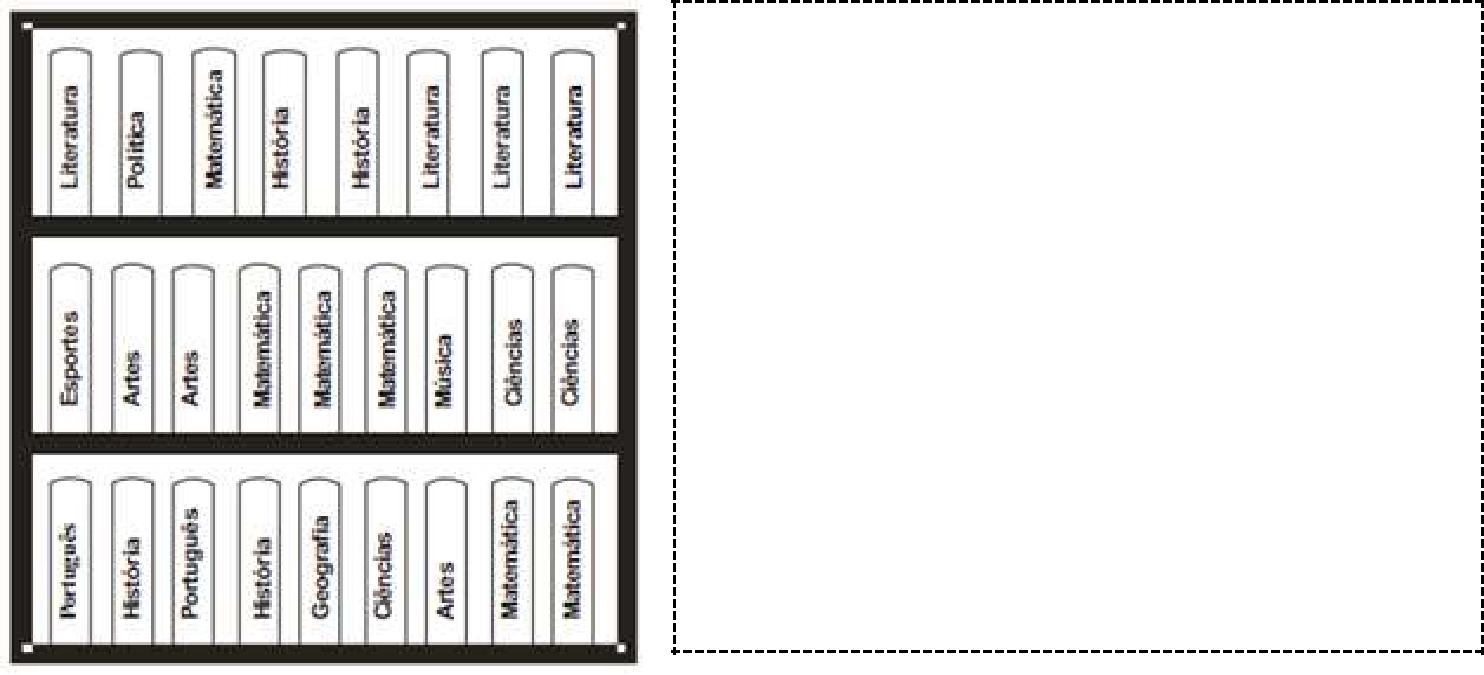 Literatura Política Matemática História História Literatura Literatura Literatura
Esportes Artes Artes Matemática Matemática Matemática Música Ciências Ciências
Português História Português História Geografia Ciências Artes Matemática Matemática